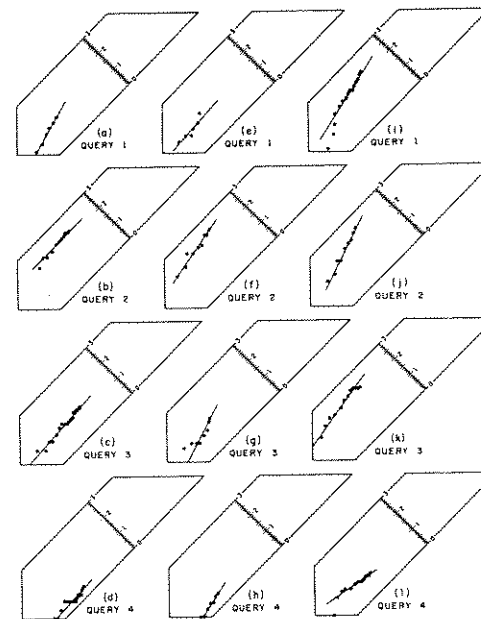 (a)
QUERY 1
(e)
QUERY 1
(i)
QUERY 1
(b)
QUERY 2
(f)
QUERY 2
(j)
QUERY 2
(c)
QUERY 3
(g)
QUERY 3
(k)
QUERY 3
(d)
QUERY 4
(h)
QUERY 4
(l)
QUERY 4